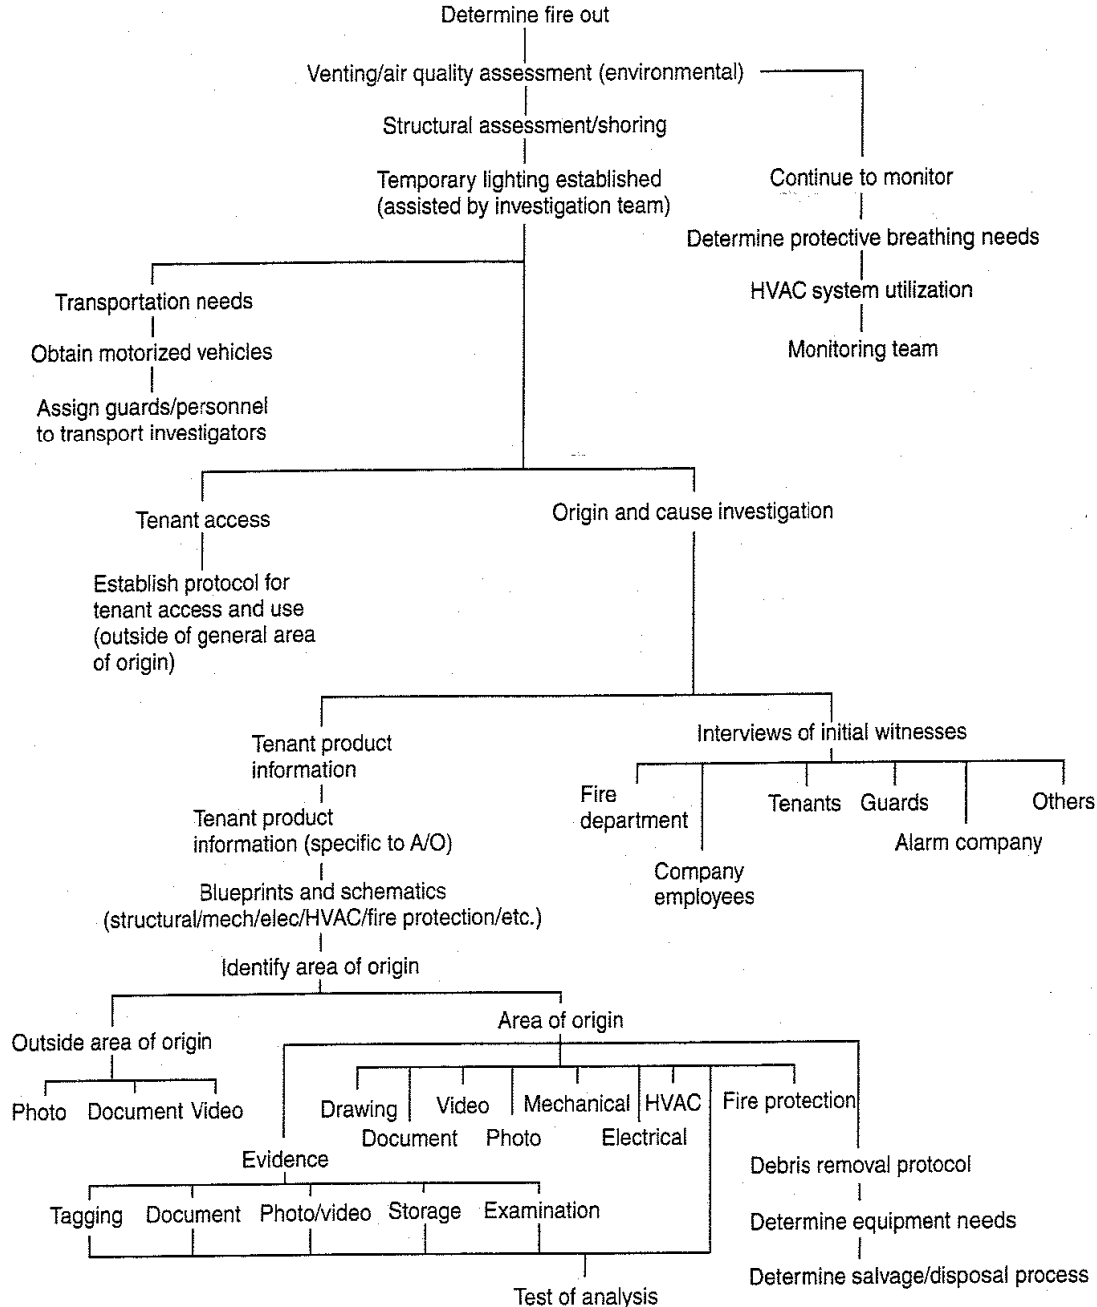 Determine fire out
Venting/air quality assessment (environmental)
Structural assessment/shoring
Temporary lighting established
(assisted by investigation team)
Continue to monitor
Determine protective breathing needs
HVAC system utilization
Monitoring team
Transportation needs
Obtain motorized vehicles
Assign guards/personnel
to transport investigators
Tenant access
Establish protocol for
tenant access and use
(outside of general area
of origin)
Origin and cause investigation
Tenant product
information
Tenant product
information (specific to A/O)
Blueprints and schematics
(structural/mech/elec/HVAC/fire protection/etc.)
Identify area of origin
Interviews of initial witnesses
Fire
department
Company
employees
Tenants
Guards
Alarm company
Others
Outside area of origin
Photo
Document
Video
Area of origin
Drawing
Document
Video
Photo
Mechanical
Electrical
HVAC
Fire protection
Evidence
Tagging
Document
Photo/video
Storage
Examination
Test of analysis
Debris removal protocol
Determine equipment needs
Determine salvage/disposal process